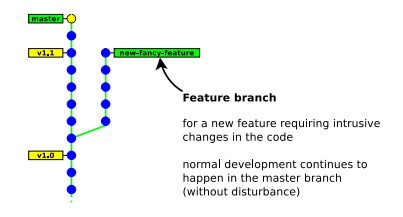 master
v1.1
new-fancy-feature
Feature branch
for a new feature requiring intrusive
changes in the code
v1.0
normal development continues to
happen in the master branch
(without disturbance)